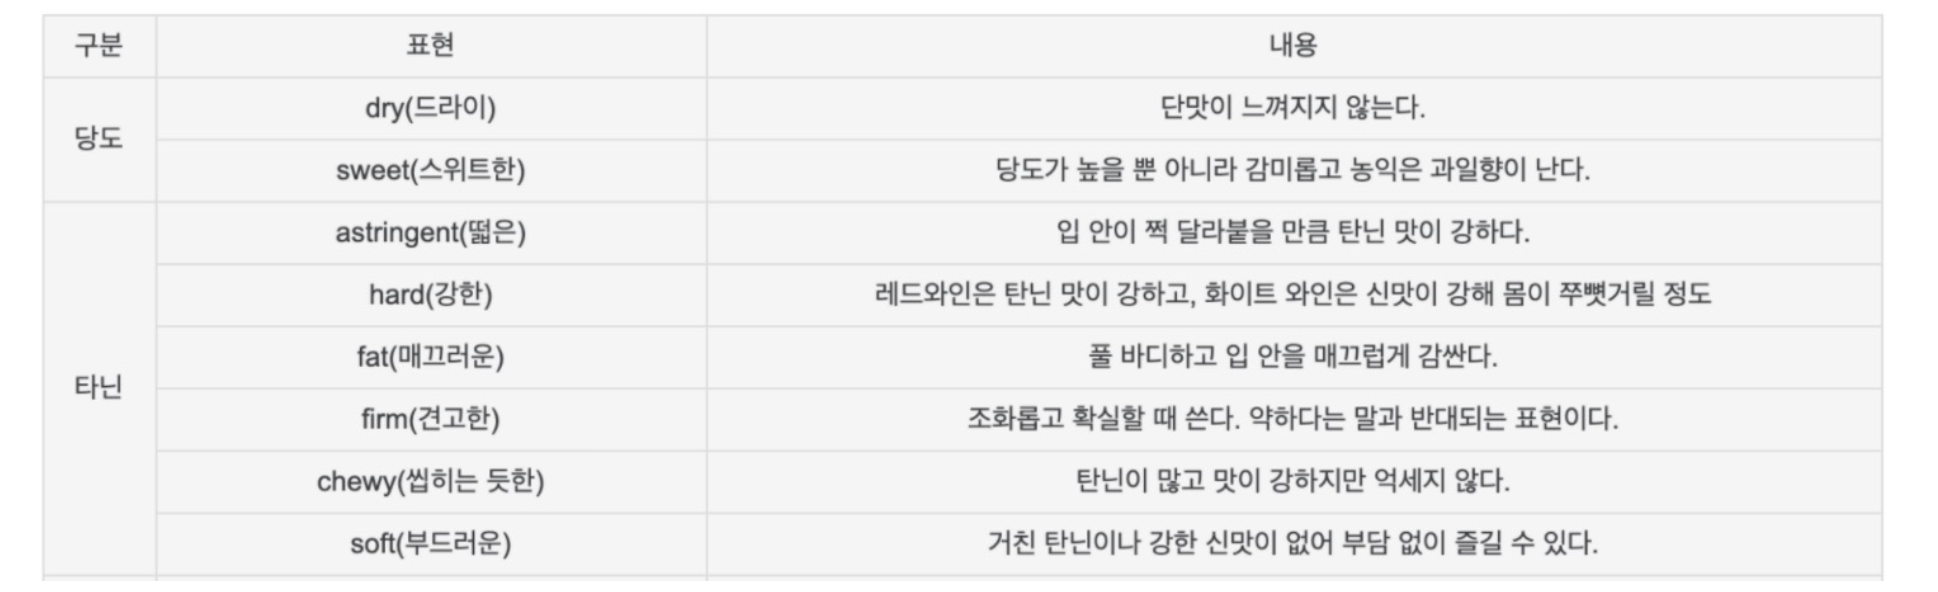 구분 표현 내용
당도
dry(드라이) 단맛이 느껴지지 않는다.
sweet(스위트한) 당도가 높을 뿐 아니라 감미롭고 농익은 과일향이 난다.
타닌
astringent(떫은) 입 안이 쩍 달라붙을 만큼 탄닌 맛이 강하다.
hard(강한) 레드와인은 탄닌 맛이 강하고, 화이트 와인은 신맛이 강해 몸이 쭈뼛거릴 정도
fat(매끄러운) 풀 바디하고 입 안을 매끄럽게 감싼다.
firm(견고한) 조화롭고 확실할 때 쓴다. 약하다는 말과 반대되는 표현이다.
chewy(씹히는 듯한) 탄닌이 많고 맛이 강하지만 억세지 않다.
soft(부드러운) 거친 탄닌이나 강한 신맛이 없어 부담 없이 즐길 수 있다.